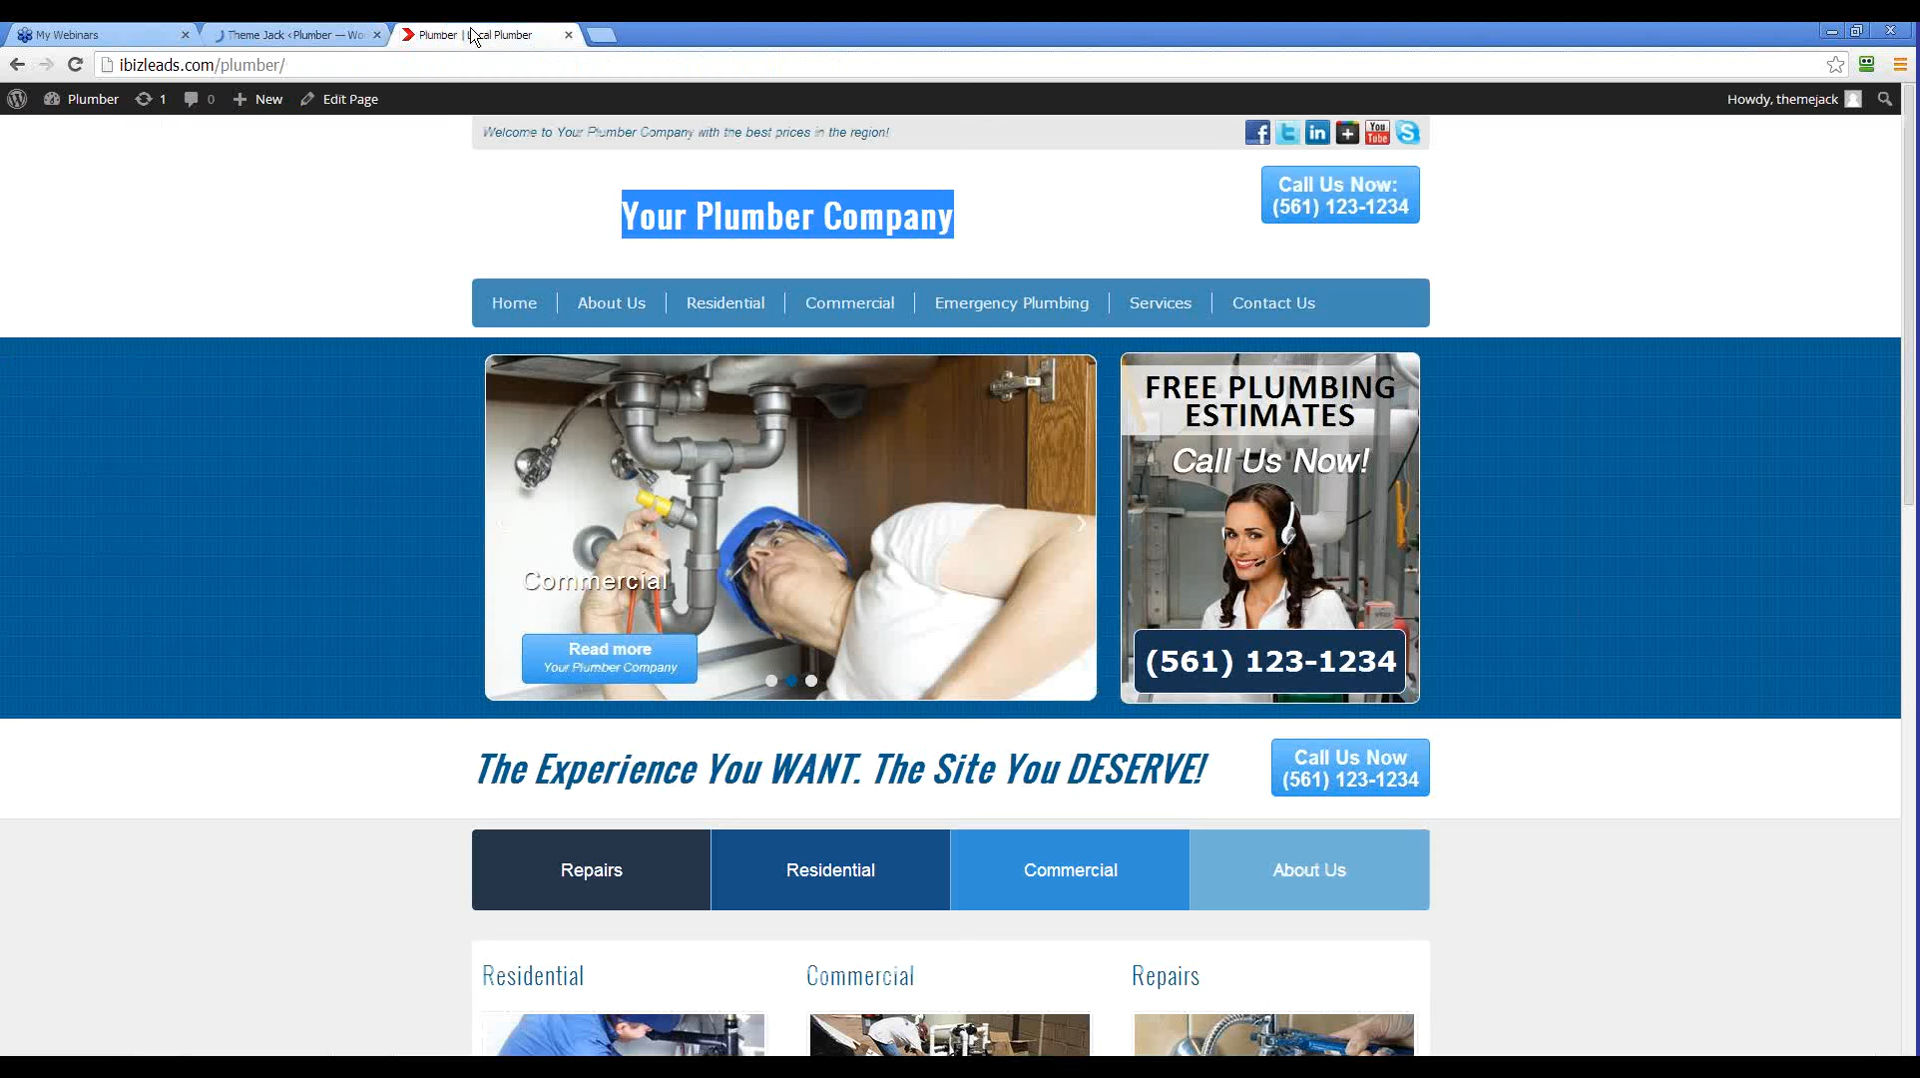 My Webinars
Theme Jack ‹ Plumber — Wo
Plumber | Local Plumber
ibizleads.com/plumber/
Plumber 1 0 New Edit Page
Howdy, themejack
Welcome to Your Plumber Company with the best prices in the region!
You Tube
Your Plumber Company
Call Us Now:
(561) 123-1234
Home About Us Residential Commercial Emergency Plumbing Services Contact Us
FREE PLUMBING
ESTIMATES
Call Us Now!
Commercial
Read more
Your Plumber Company
(561) 123-1234
The Experience You WANT. The Site You DESERVE!
Call Us Now
(561) 123-1234
Repairs Residential Commercial About Us
Residential Commercial Repairs